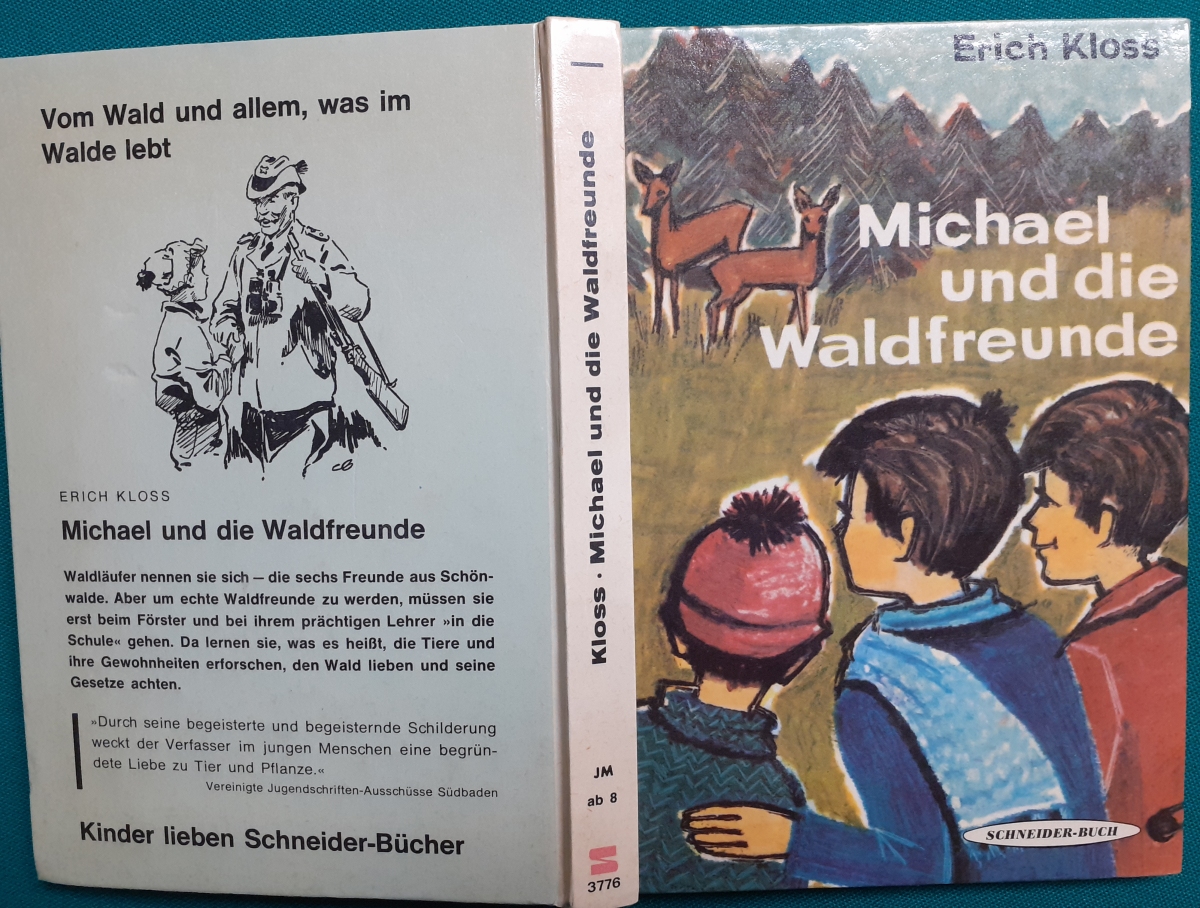 Vom Wald und allem, was im
Walde lebt
CB
ERICH KLOSS
Michael und die Waldfreunde
Waldläufer nennen sie sich — die sechs Freunde aus Schön-
walde. Aber um echte Waldfreunde zu werden, müssen sie
erst beim Förster und bei ihrem prächtigen Lehrer »in die
Schule« gehen. Da lernen sie, was es heißt, die Tiere und
ihre Gewohnheiten erforschen, den Wald lieben und seine
Gesetze achten.
»Durch seine begeisterte und begeisternde Schilderung
weckt der Verfasser im jungen Menschen eine begrün-
dete Liebe zu Tier und Pflanze.«
Vereinigte Jugendschriften-Ausschüsse Südbaden
Kinder lieben Schneider-Bücher
Kloss · Michael und die Waldfreunde
JM
ab 8
3776
Erich Kloss
Michael
und die
Waldfreunde
SCHNEIDER-BUCH